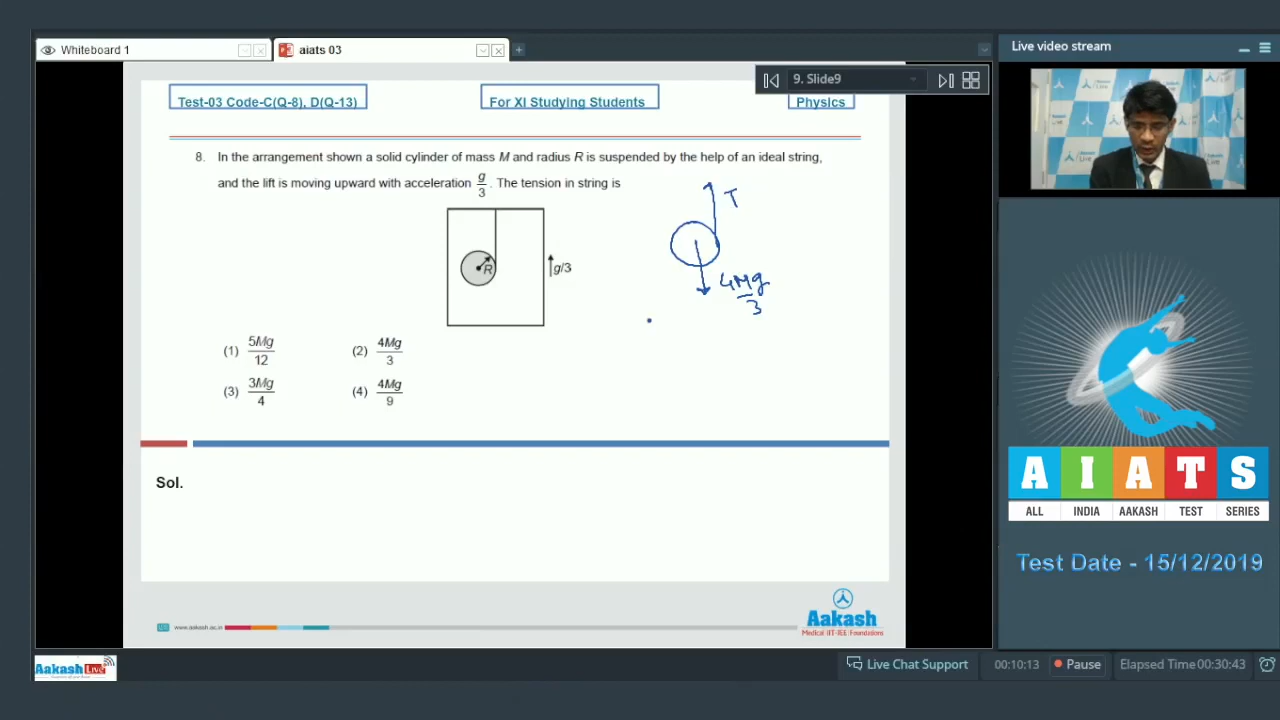 Whiteboard 1
aiats 03
Live video stream
9. Slide9
Test-03 Code-C(Q-8), D(Q-13)
For XI Studying Students
Physics
8. In the arrangement shown a solid cylinder of mass M and radius R is suspended by the help of an ideal string,
and the lift is moving upward with acceleration g/3. The tension in string is
T
R
g/3
4Mg/3
(1) 5Mg/12 (2) 4Mg/3
(3) 3Mg/4 (4) 4Mg/9
Sol.
AIATS
ALL INDIA AAKASH TEST SERIES
Test Date - 15/12/2019
www.aakash.ac.in
Aakash
Medical IIT-JEE Foundations
Aakash Live
Live Chat Support
00:10:13
Pause
Elapsed Time 00:30:43